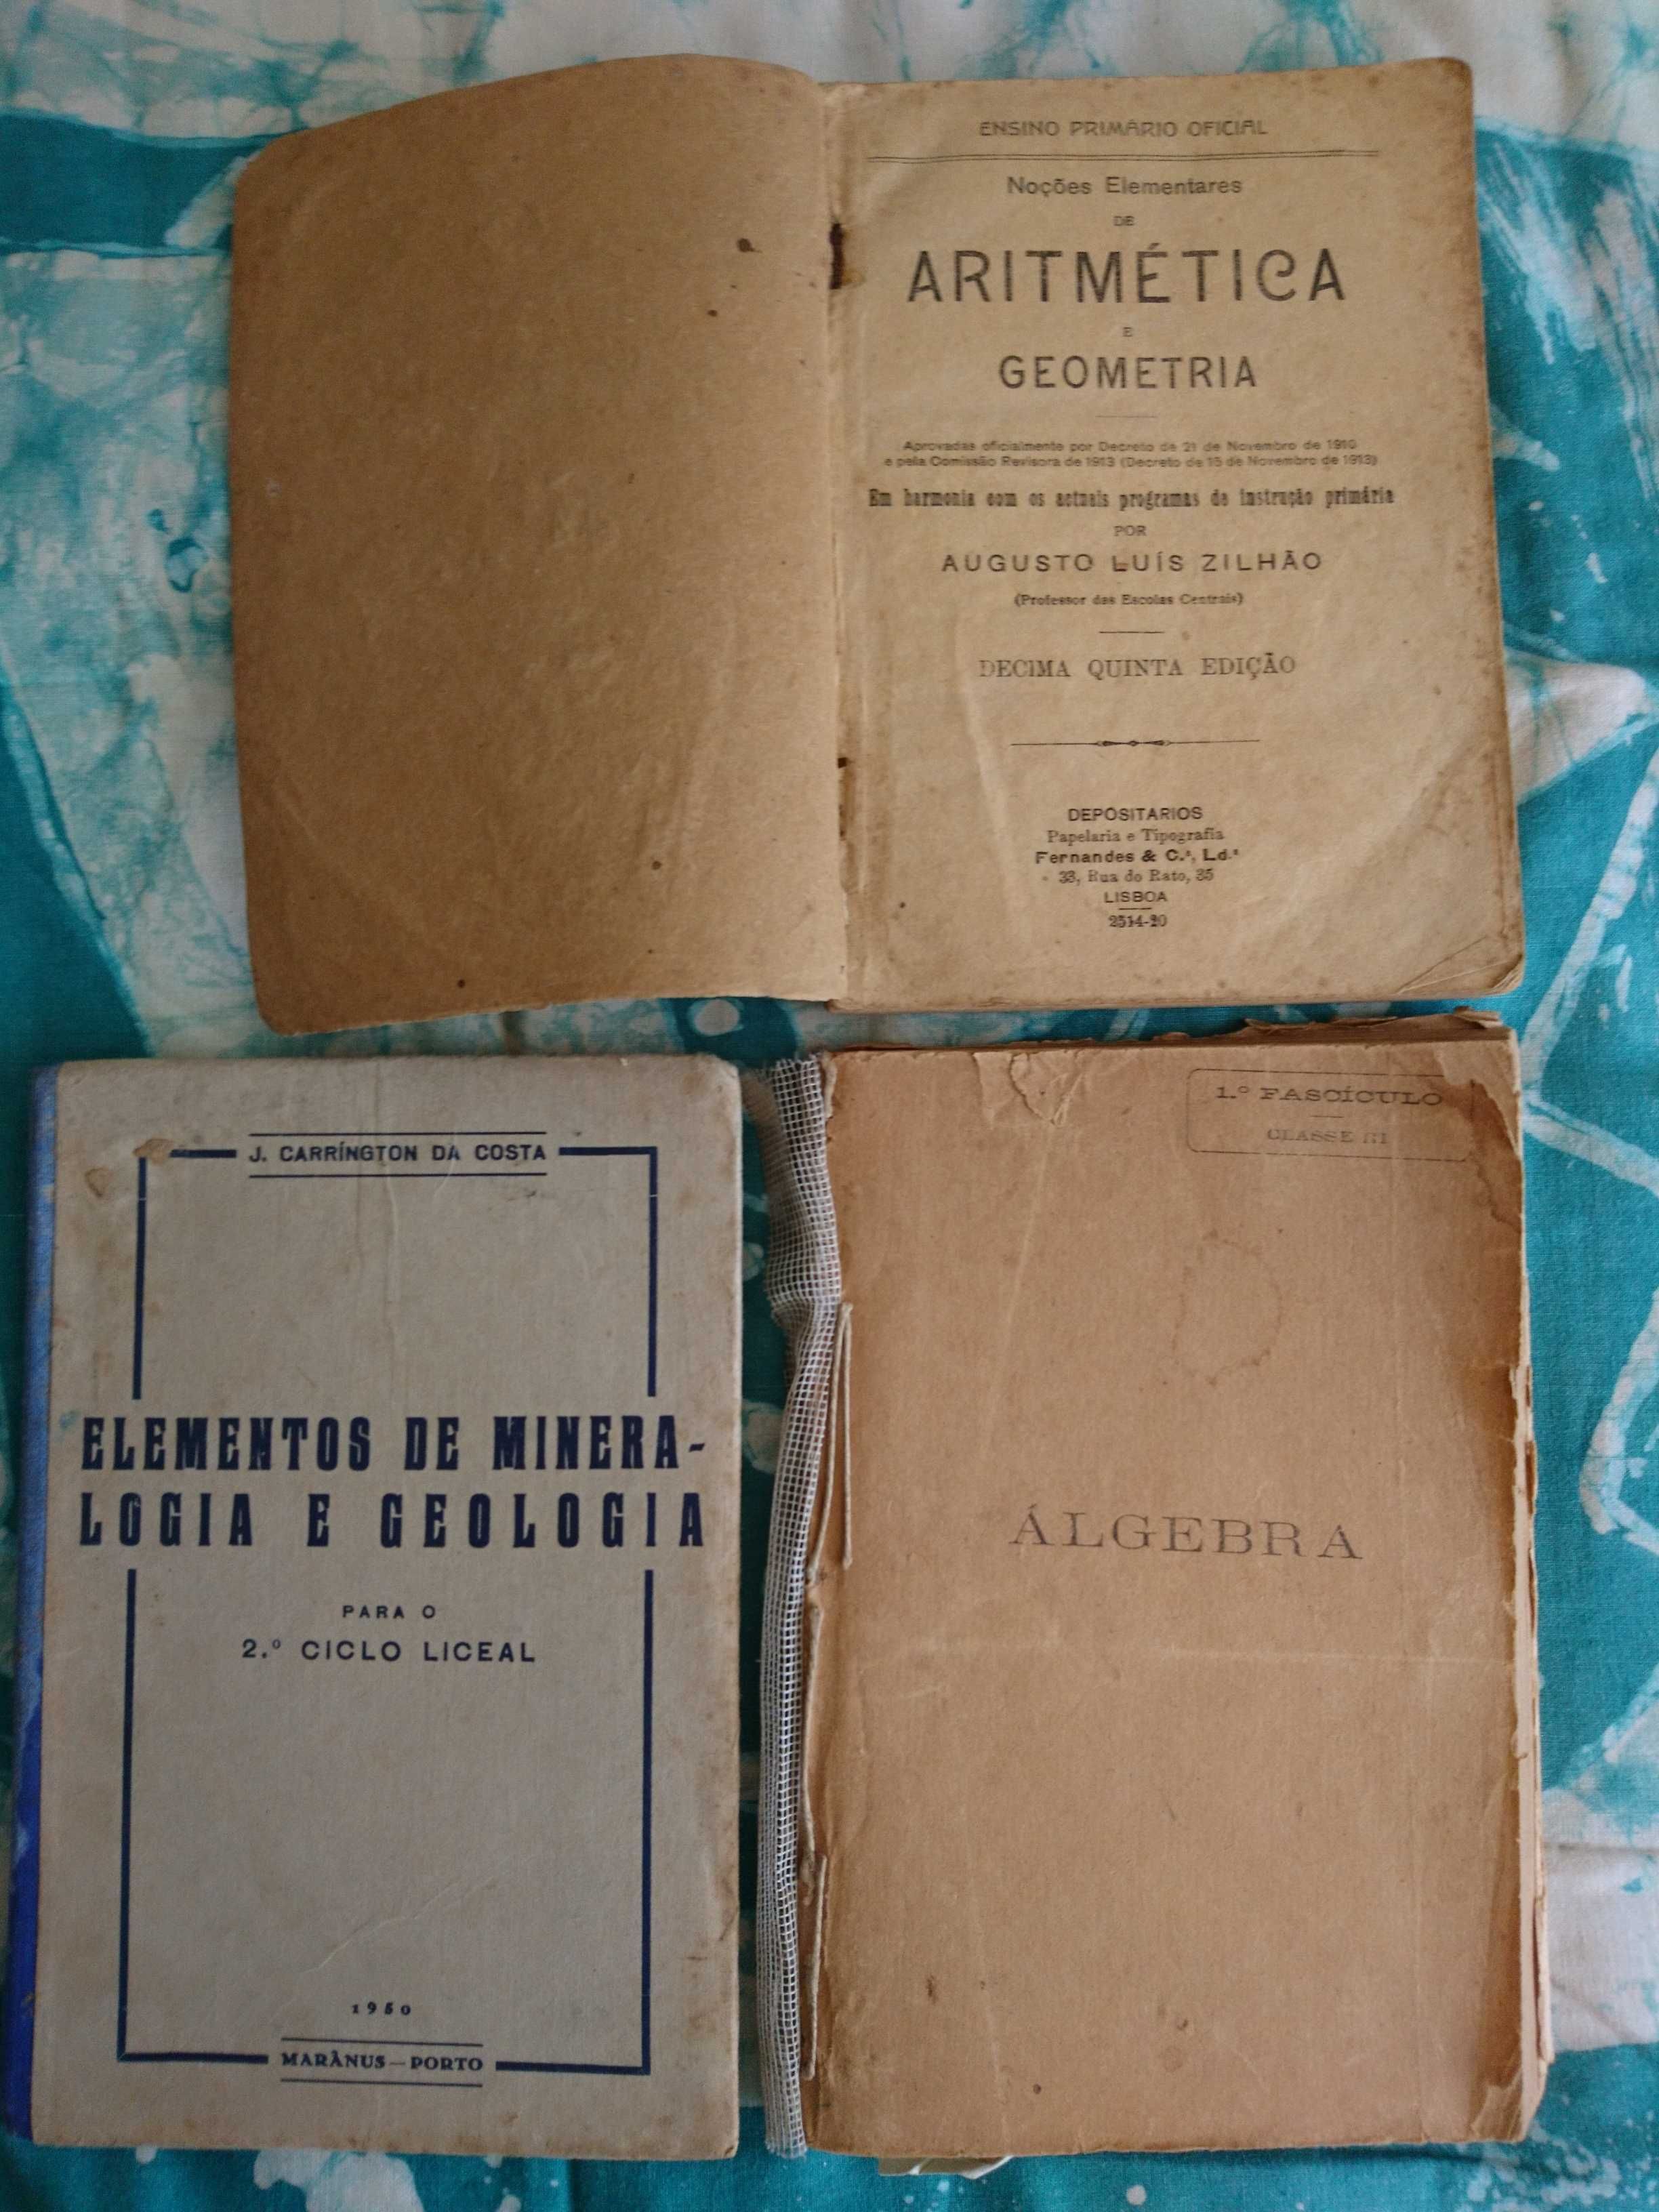 ENSINO PRIMÁRIO OFICIAL
Noções Elementares
DE
ARITMÉTICA
E
GEOMETRIA
Aprovadas oficialmente por Decreto de 21 de Novembro de 1910
e pela Comissão Revisora de 1913 (Decreto de 15 de Novembro de 1913)
Em harmonia com os actuais programas de instrução primária
POR
AUGUSTO LUÍS ZILHÃO
(Professor das Escolas Centrais)
DECIMA QUINTA EDIÇÃO
DEPOSITARIOS
Papelaria e Tipografia
Fernandes & C.ª, Ld.ª
33, Rua do Rato, 35
LISBOA
J. CARRÍNGTON DA COSTA
ELEMENTOS DE MINERA-
LOGIA E GEOLOGIA
PARA O
2.º CICLO LICEAL
1950
MARÂNUS—PORTO
1.º FASCÍCULO
CLASSE III
ÁLGEBRA